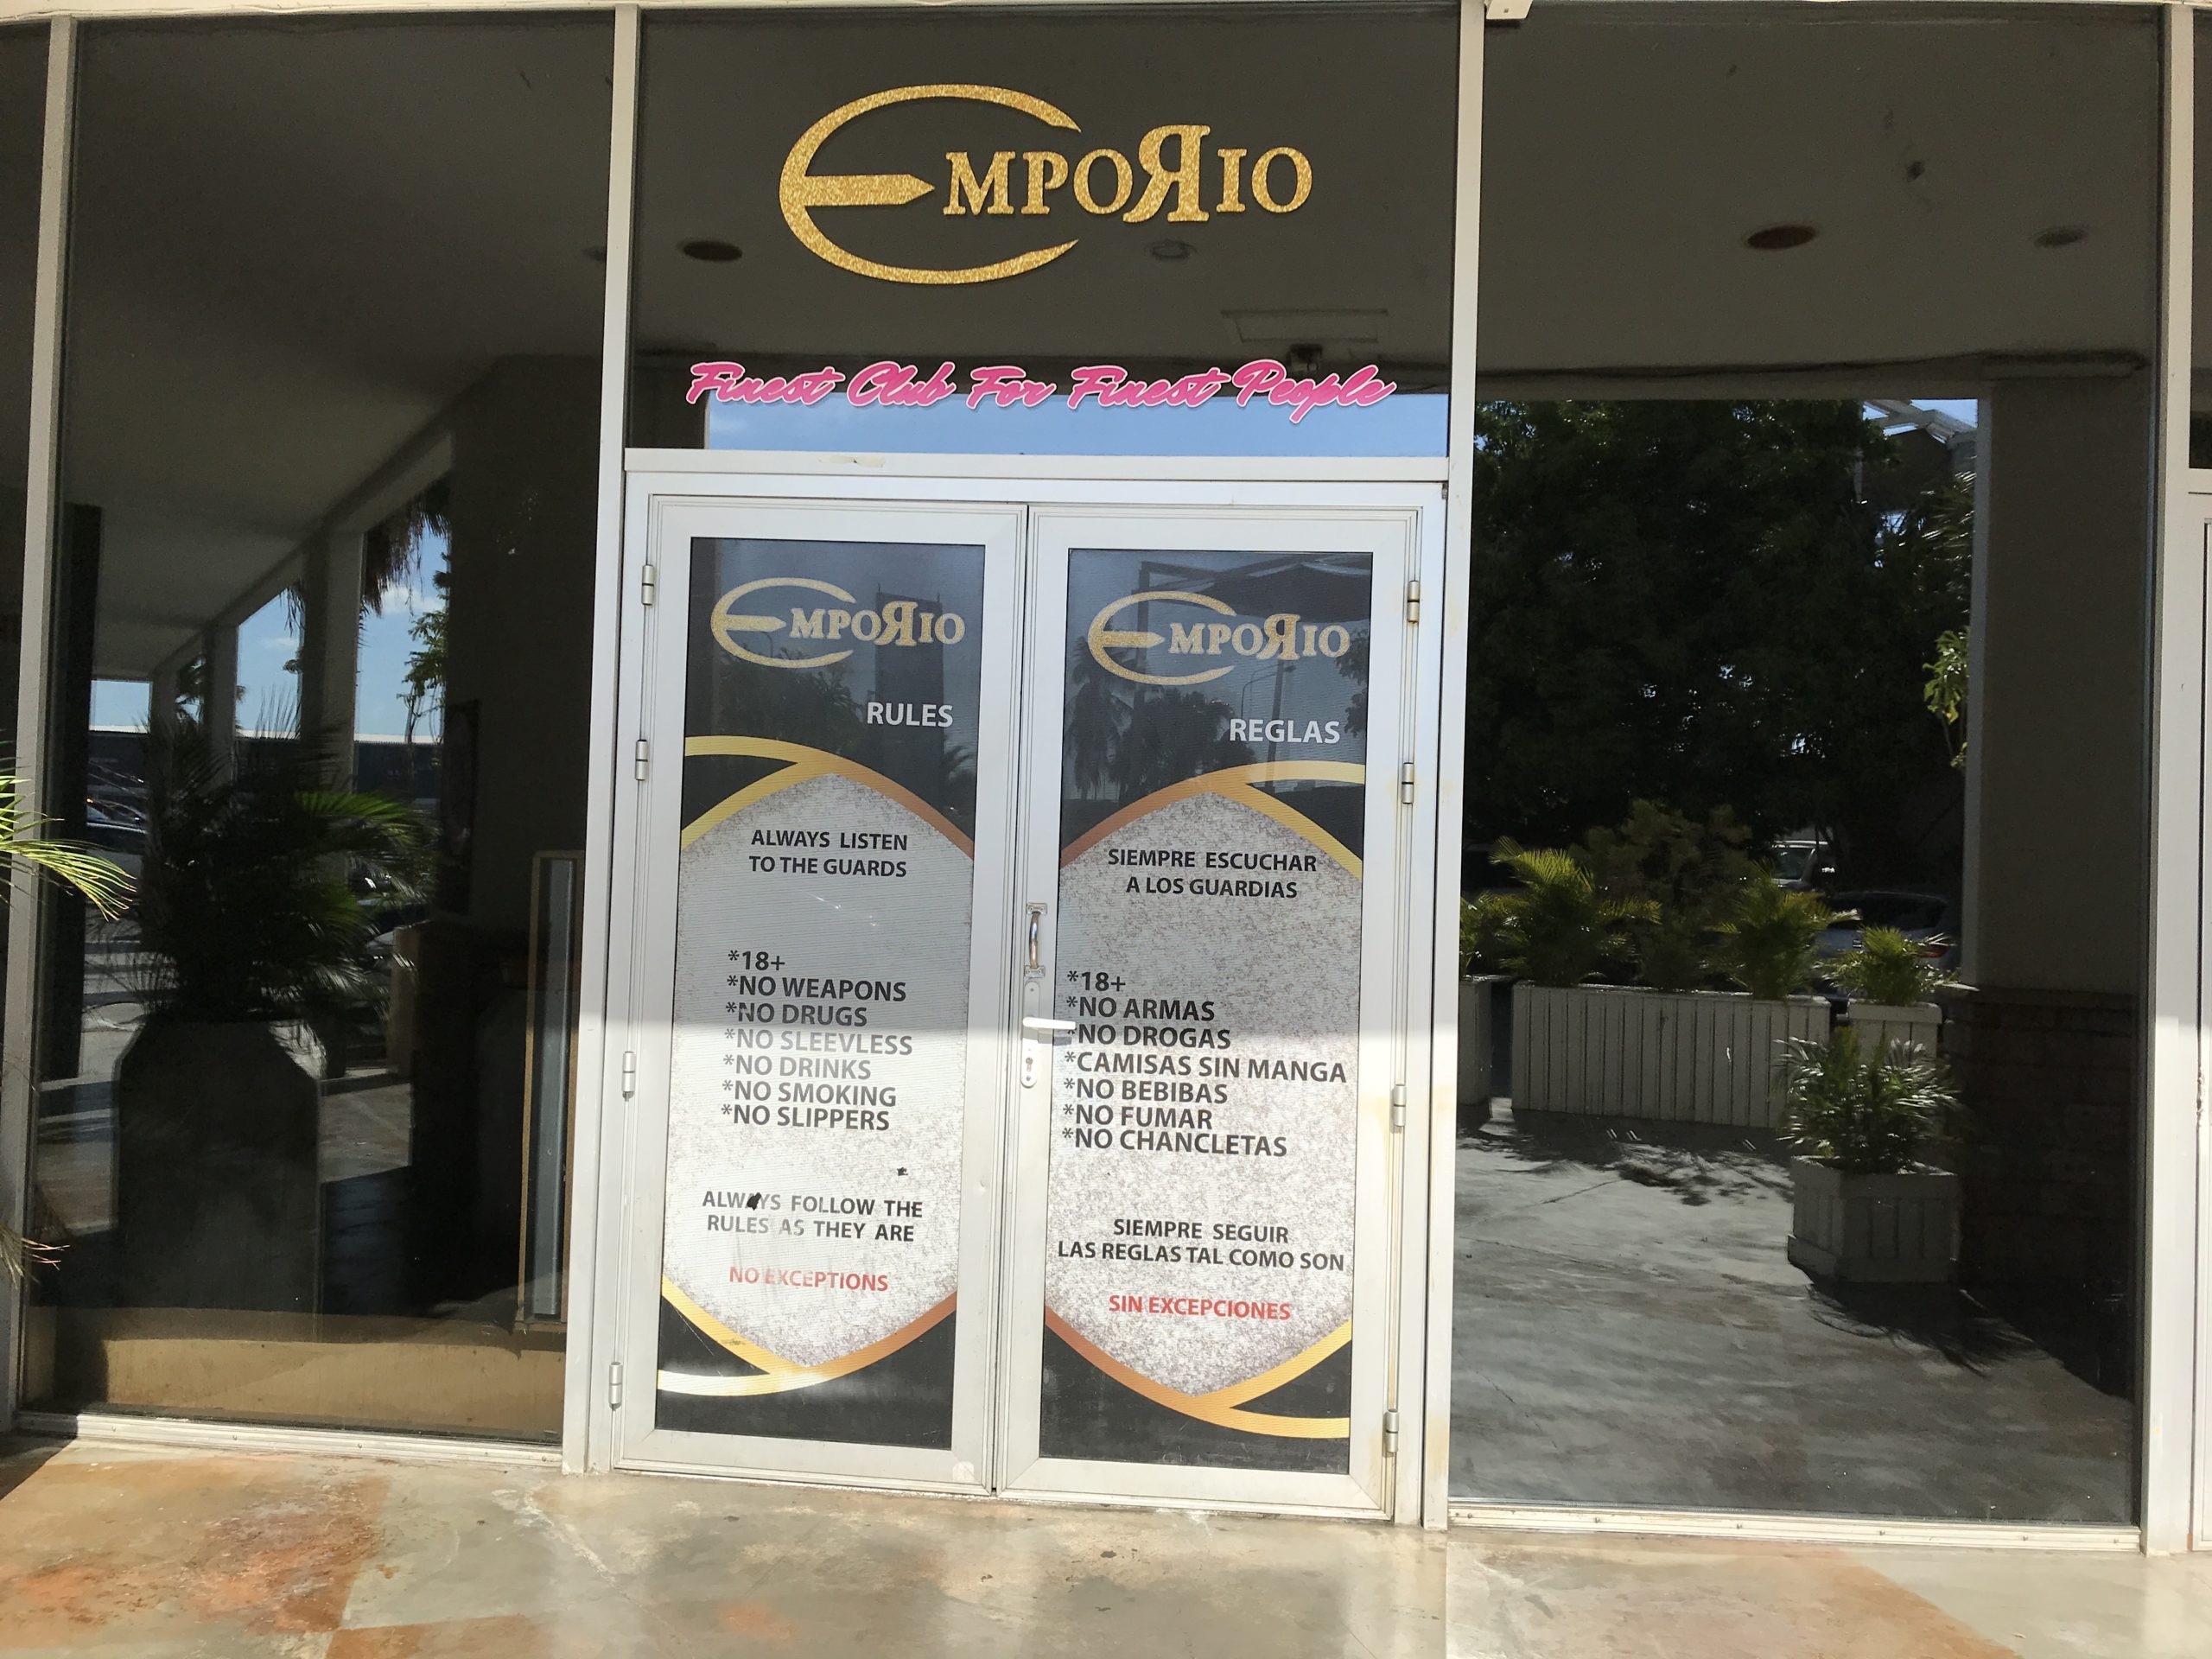 EMPORIO
Finest Club For Finest People
EMPORIO
RULES
ALWAYS LISTEN
TO THE GUARDS
*18+
*NO WEAPONS
*NO DRUGS
*NO SLEEVLESS
*NO DRINKS
*NO SMOKING
*NO SLIPPERS
ALWAYS FOLLOW THE
RULES AS THEY ARE
NO EXCEPTIONS
EMPORIO
REGLAS
SIEMPRE ESCUCHAR
A LOS GUARDIAS
*18+
*NO ARMAS
*NO DROGAS
*CAMISAS SIN MANGA
*NO BEBIBAS
*NO FUMAR
*NO CHANCLETAS
SIEMPRE SEGUIR
LAS REGLAS TAL COMO SON
SIN EXCEPCIONES